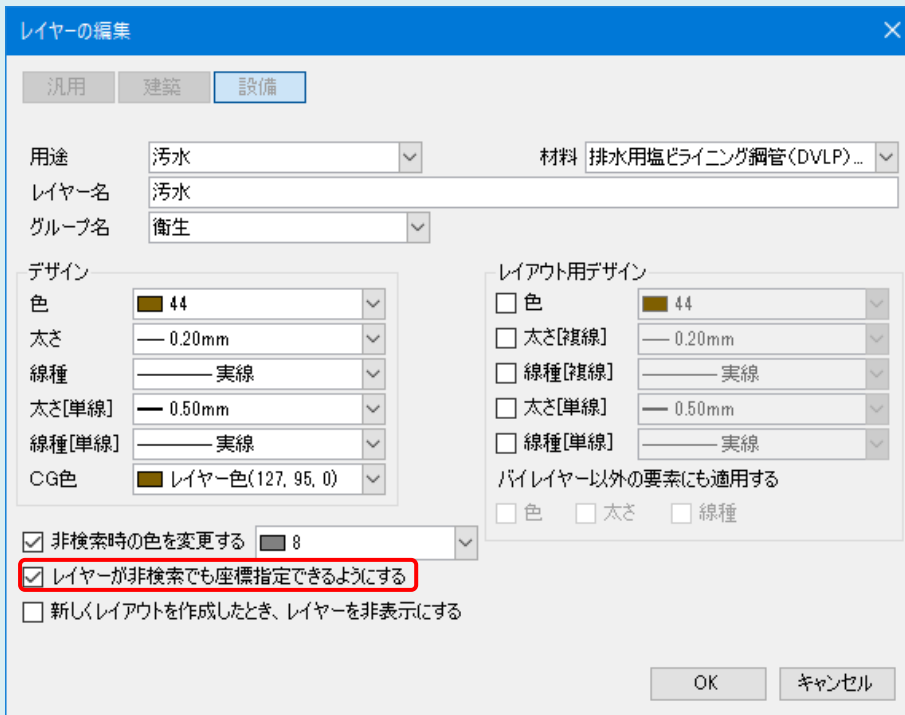 レイヤーの編集
汎用 建築 設備
用途 汚水 材料 排水用塩ビライニング鋼管(DVLP)...
レイヤー名 汚水
グループ名 衛生
デザイン
色 44
太さ 0.20mm
線種 実線
太さ[単線] 0.50mm
線種[単線] 実線
CG色 レイヤー色(127, 95, 0)
レイアウト用デザイン
色 44
太さ[複線] 0.20mm
線種[複線] 実線
太さ[単線] 0.50mm
線種[単線] 実線
バイレイヤー以外の要素にも適用する
色 太さ 線種
非検索時の色を変更する 8
レイヤーが非検索でも座標指定できるようにする
新しくレイアウトを作成したとき、レイヤーを非表示にする
OK キャンセル